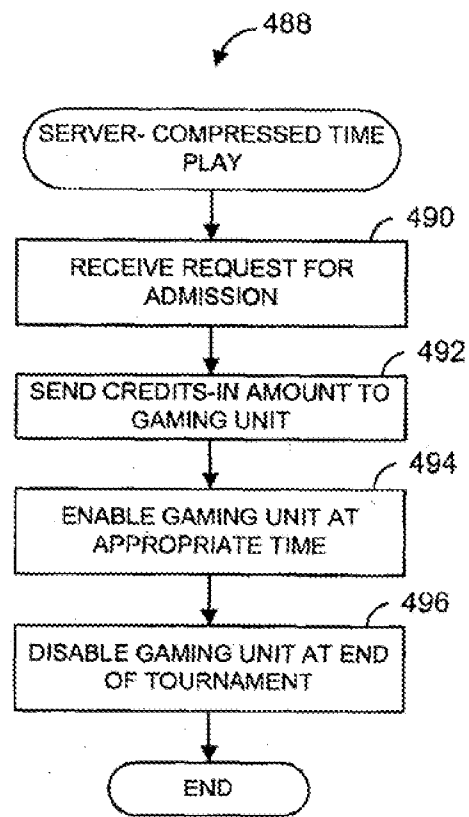 488
SERVER- COMPRESSED TIME
PLAY
490
RECEIVE REQUEST FOR
ADMISSION
492
SEND CREDITS-IN AMOUNT TO
GAMING UNIT
494
ENABLE GAMING UNIT AT
APPROPRIATE TIME
496
DISABLE GAMING UNIT AT END
OF TOURNAMENT
END